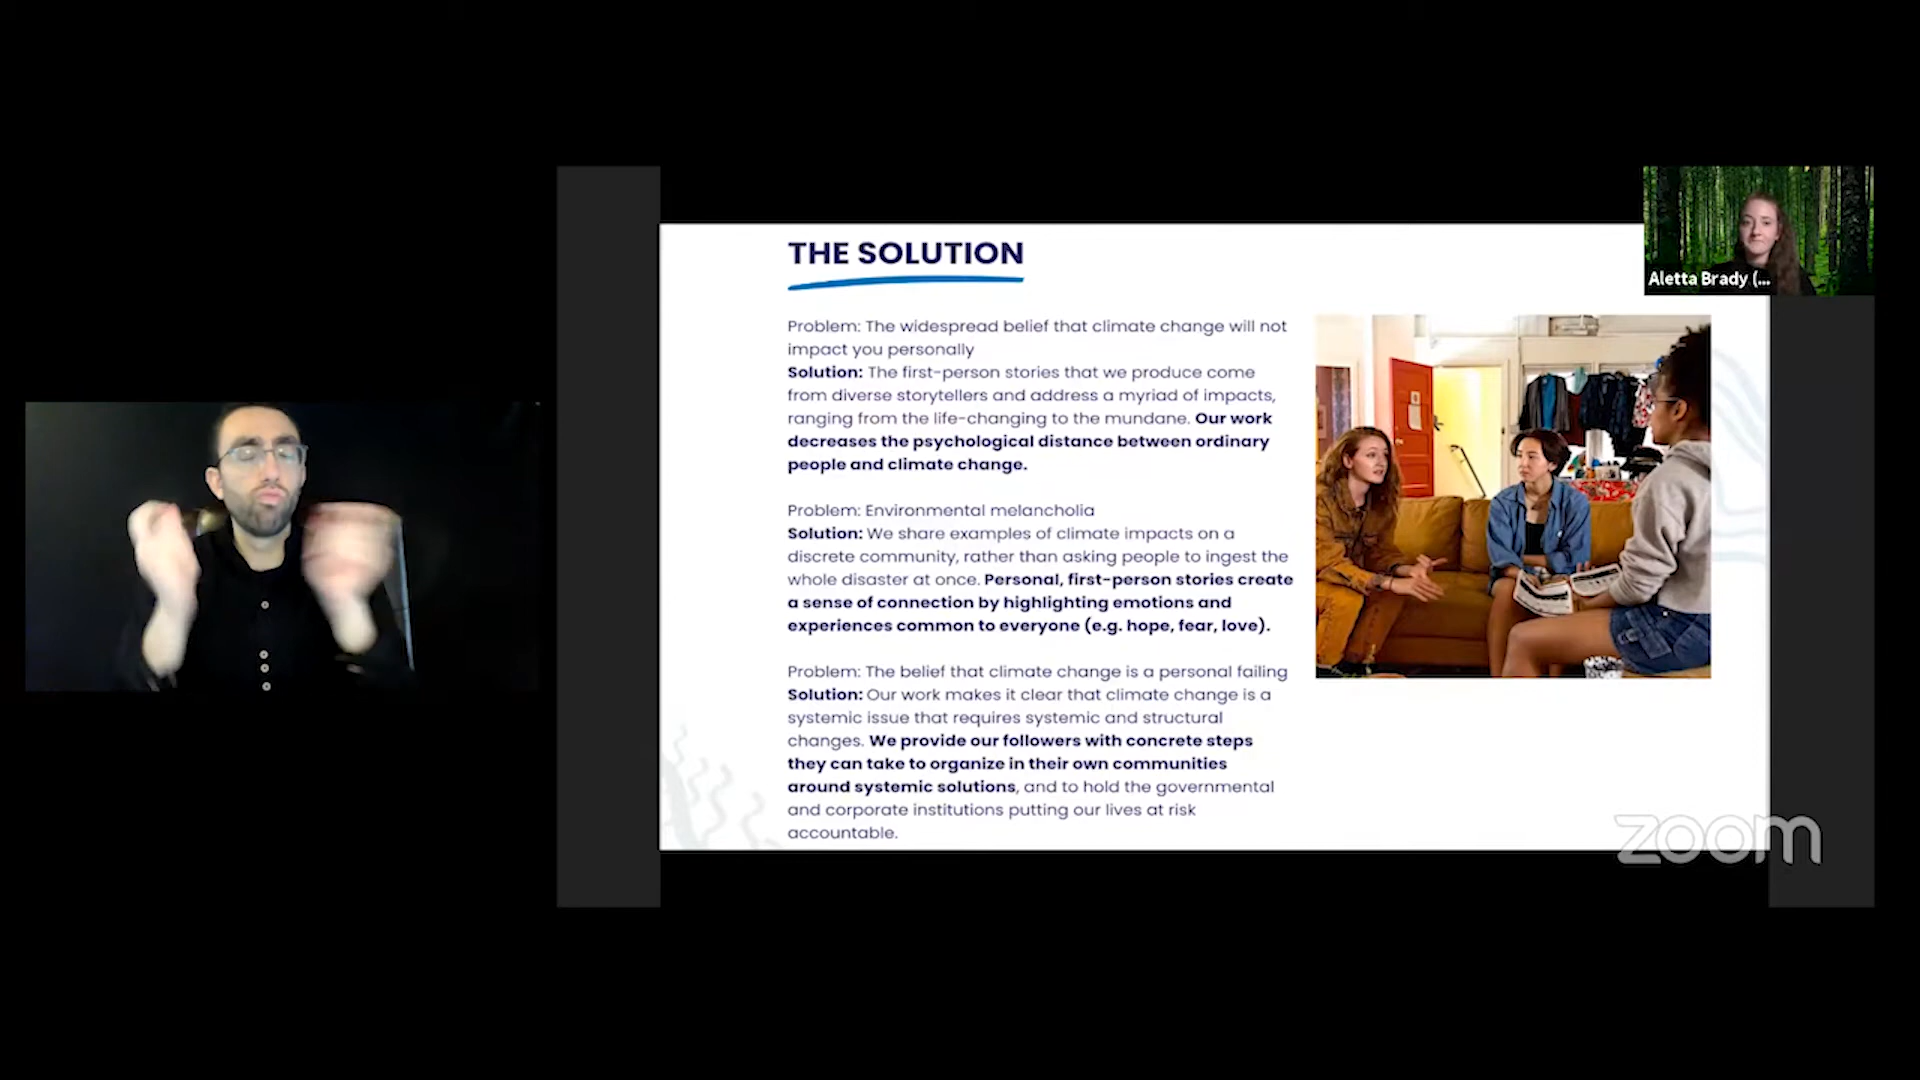 THE SOLUTION
Problem: The widespread belief that climate change will not
impact you personally
Solution: The first-person stories that we produce come
from diverse storytellers and address a myriad of impacts,
ranging from the life-changing to the mundane. Our work
decreases the psychological distance between ordinary
people and climate change.
Problem: Environmental melancholia
Solution: We share examples of climate impacts on a
discrete community, rather than asking people to ingest the
whole disaster at once. Personal, first-person stories create
a sense of connection by highlighting emotions and
experiences common to everyone (e.g. hope, fear, love).
Problem: The belief that climate change is a personal failing
Solution: Our work makes it clear that climate change is a
systemic issue that requires systemic and structural
changes. We provide our followers with concrete steps
they can take to organize in their own communities
around systemic solutions, and to hold the governmental
and corporate institutions putting our lives at risk
accountable.
Aletta Brady (...
zoom